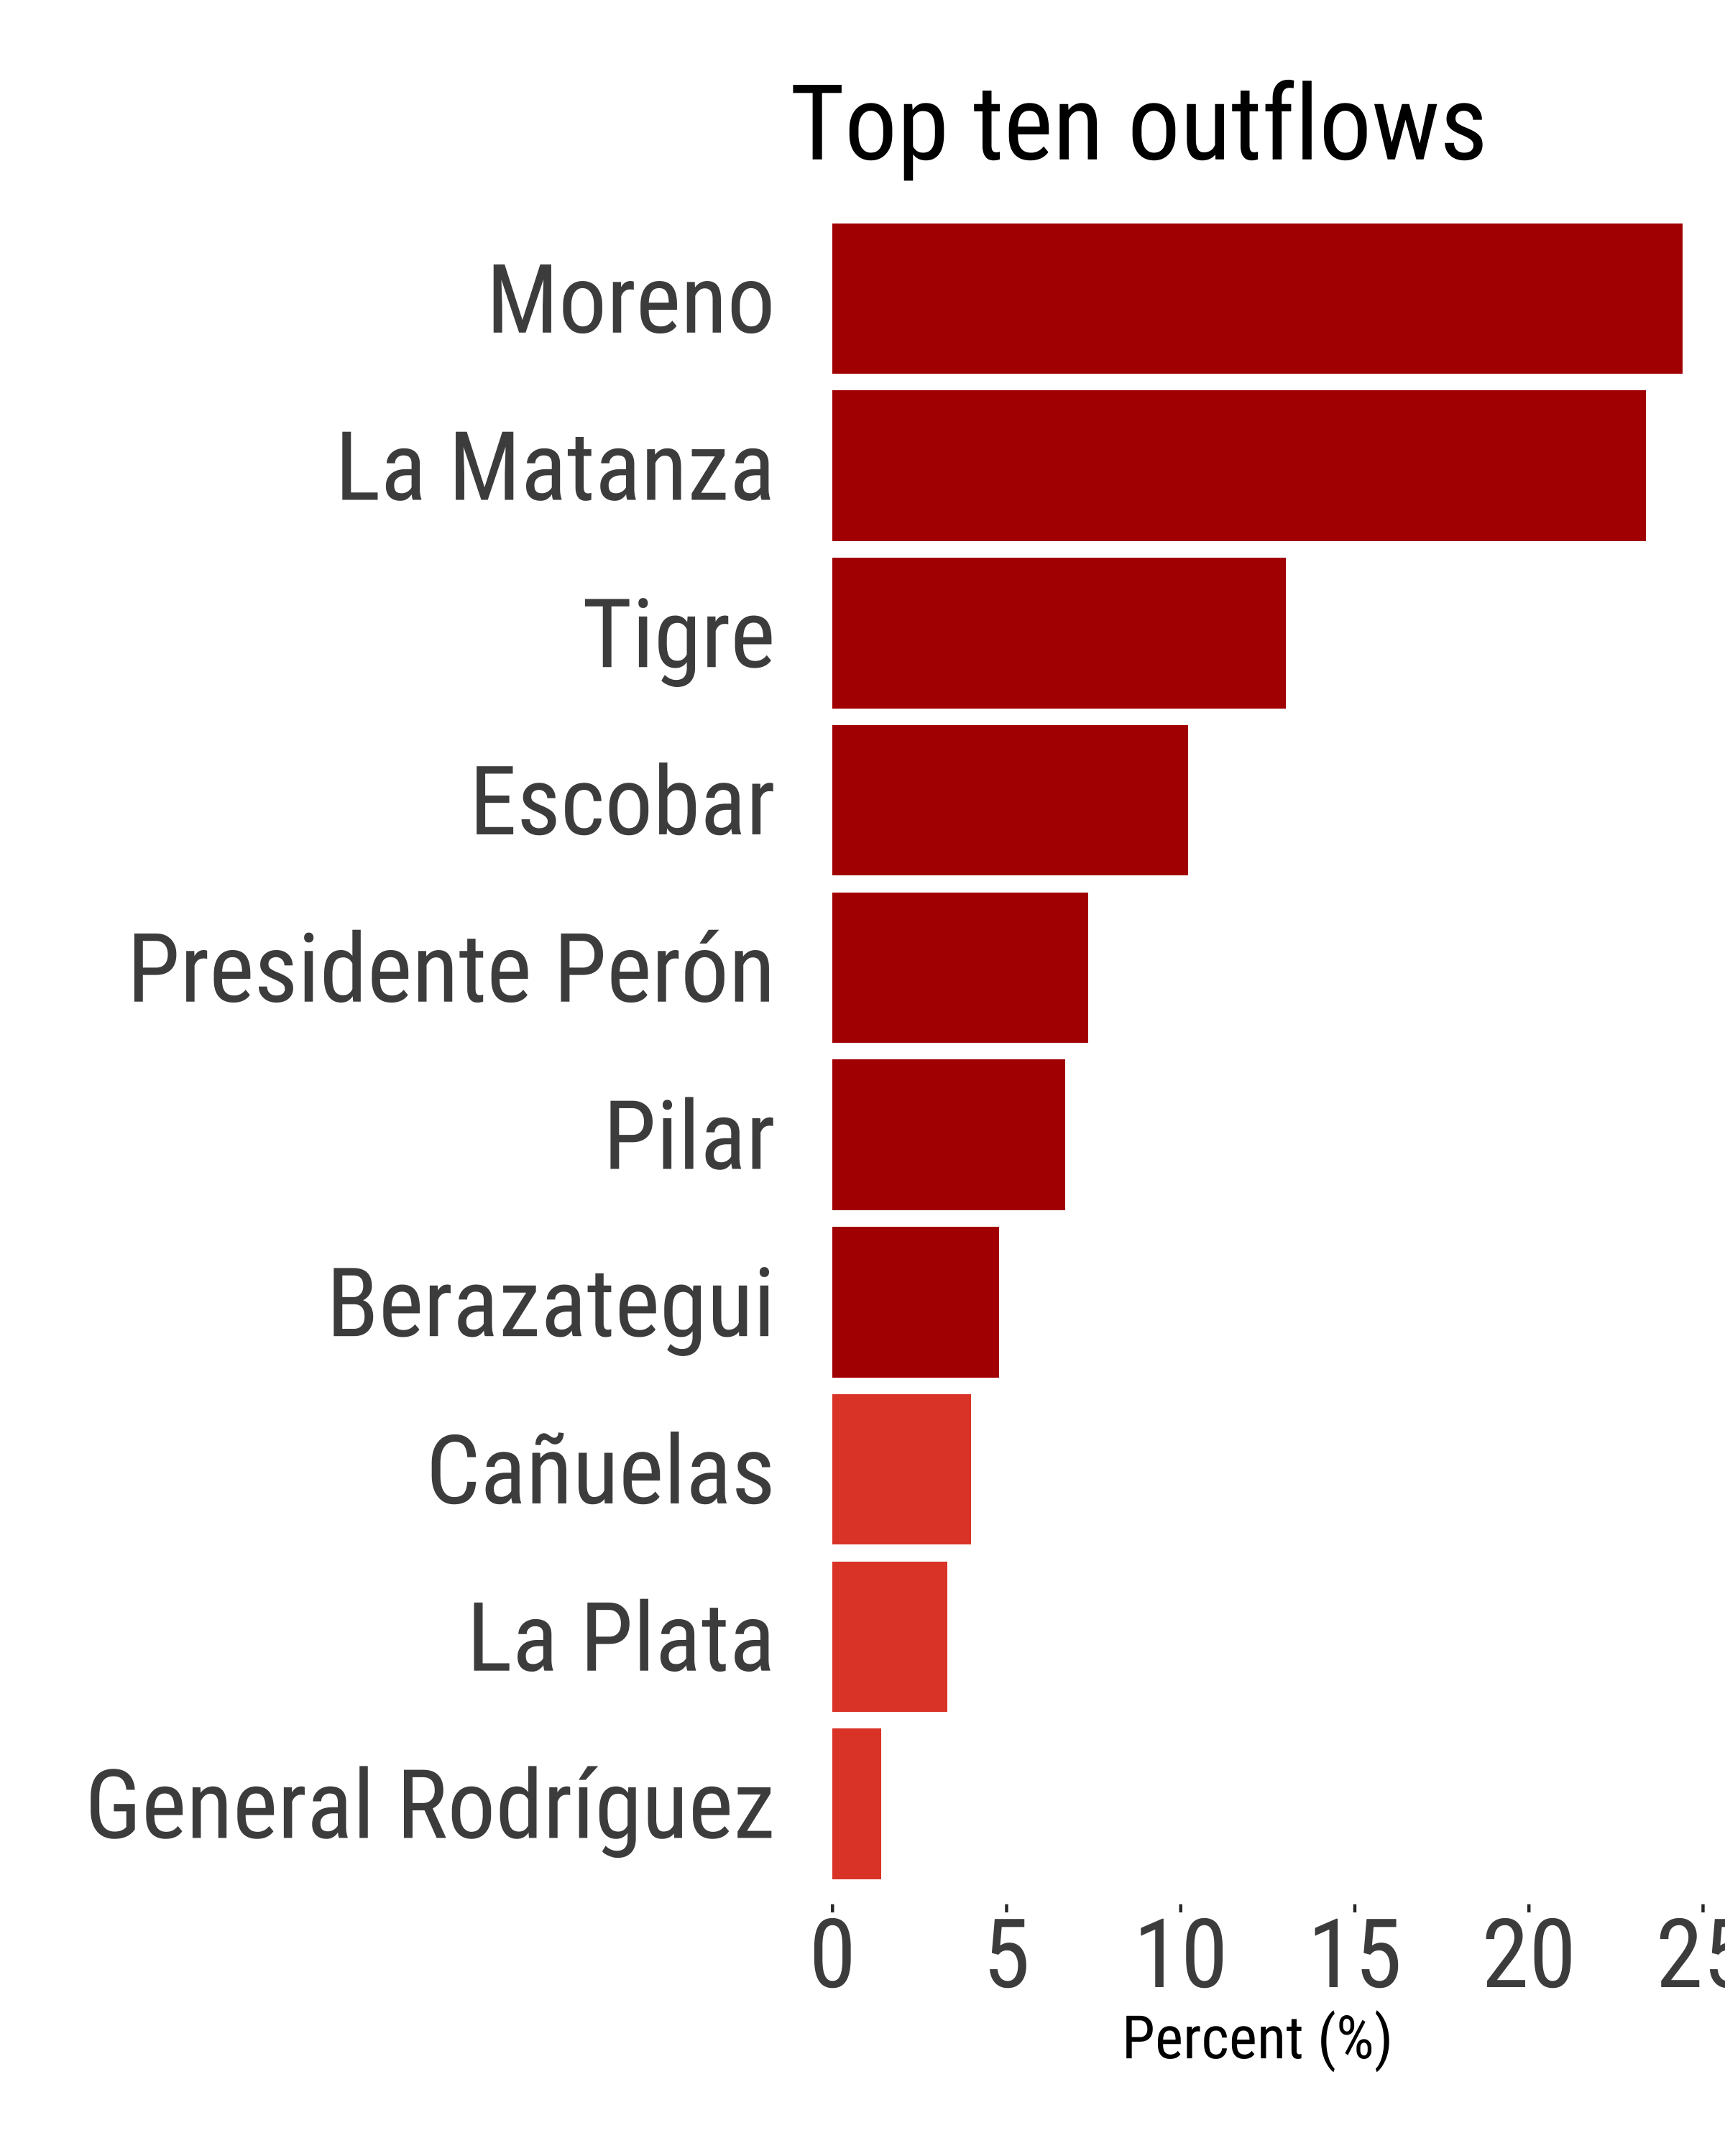 Top ten outflows
Moreno
La Matanza
Tigre
Escobar
Presidente Perón
Pilar
Berazategui
Cañuelas
La Plata
General Rodríguez
0 5 10 15 20 25
Percent (%)